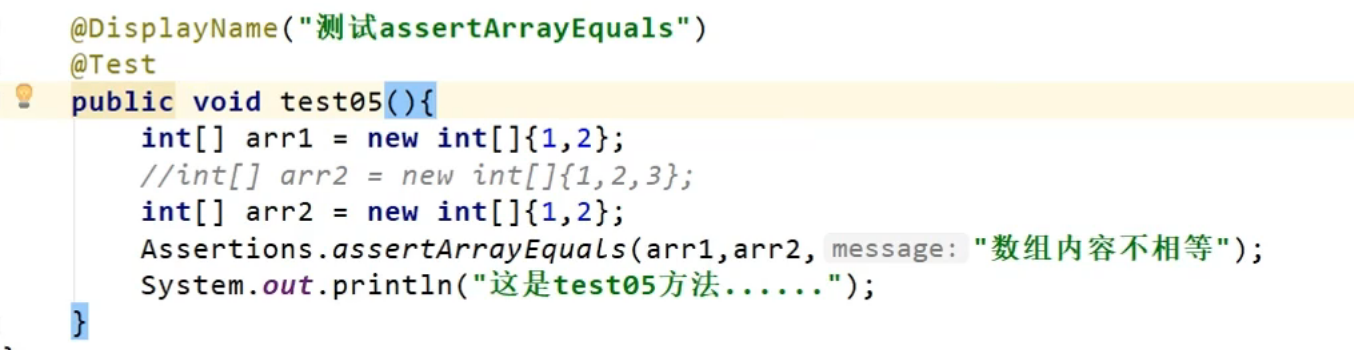 @DisplayName("测试assertArrayEquals")
@Test
public void test05(){
    int[] arr1 = new int[]{1,2};
    //int[] arr2 = new int[]{1,2,3};
    int[] arr2 = new int[]{1,2};
    Assertions.assertArrayEquals(arr1,arr2, message: "数组内容不相等");
    System.out.println("这是test05方法......");
}